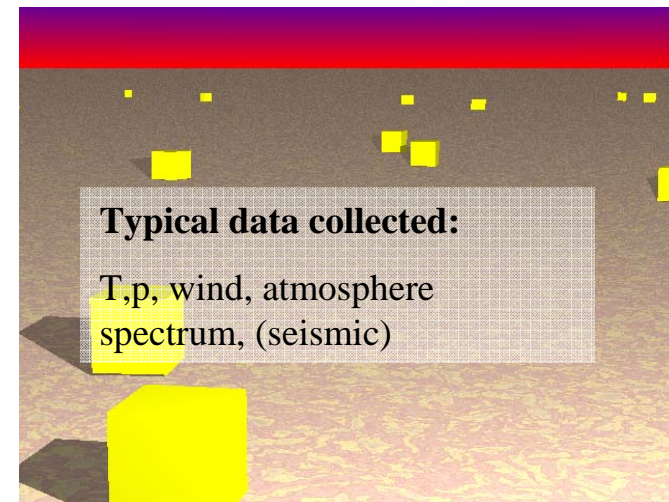 Typical data collected:
T,p, wind, atmosphere
spectrum, (seismic)